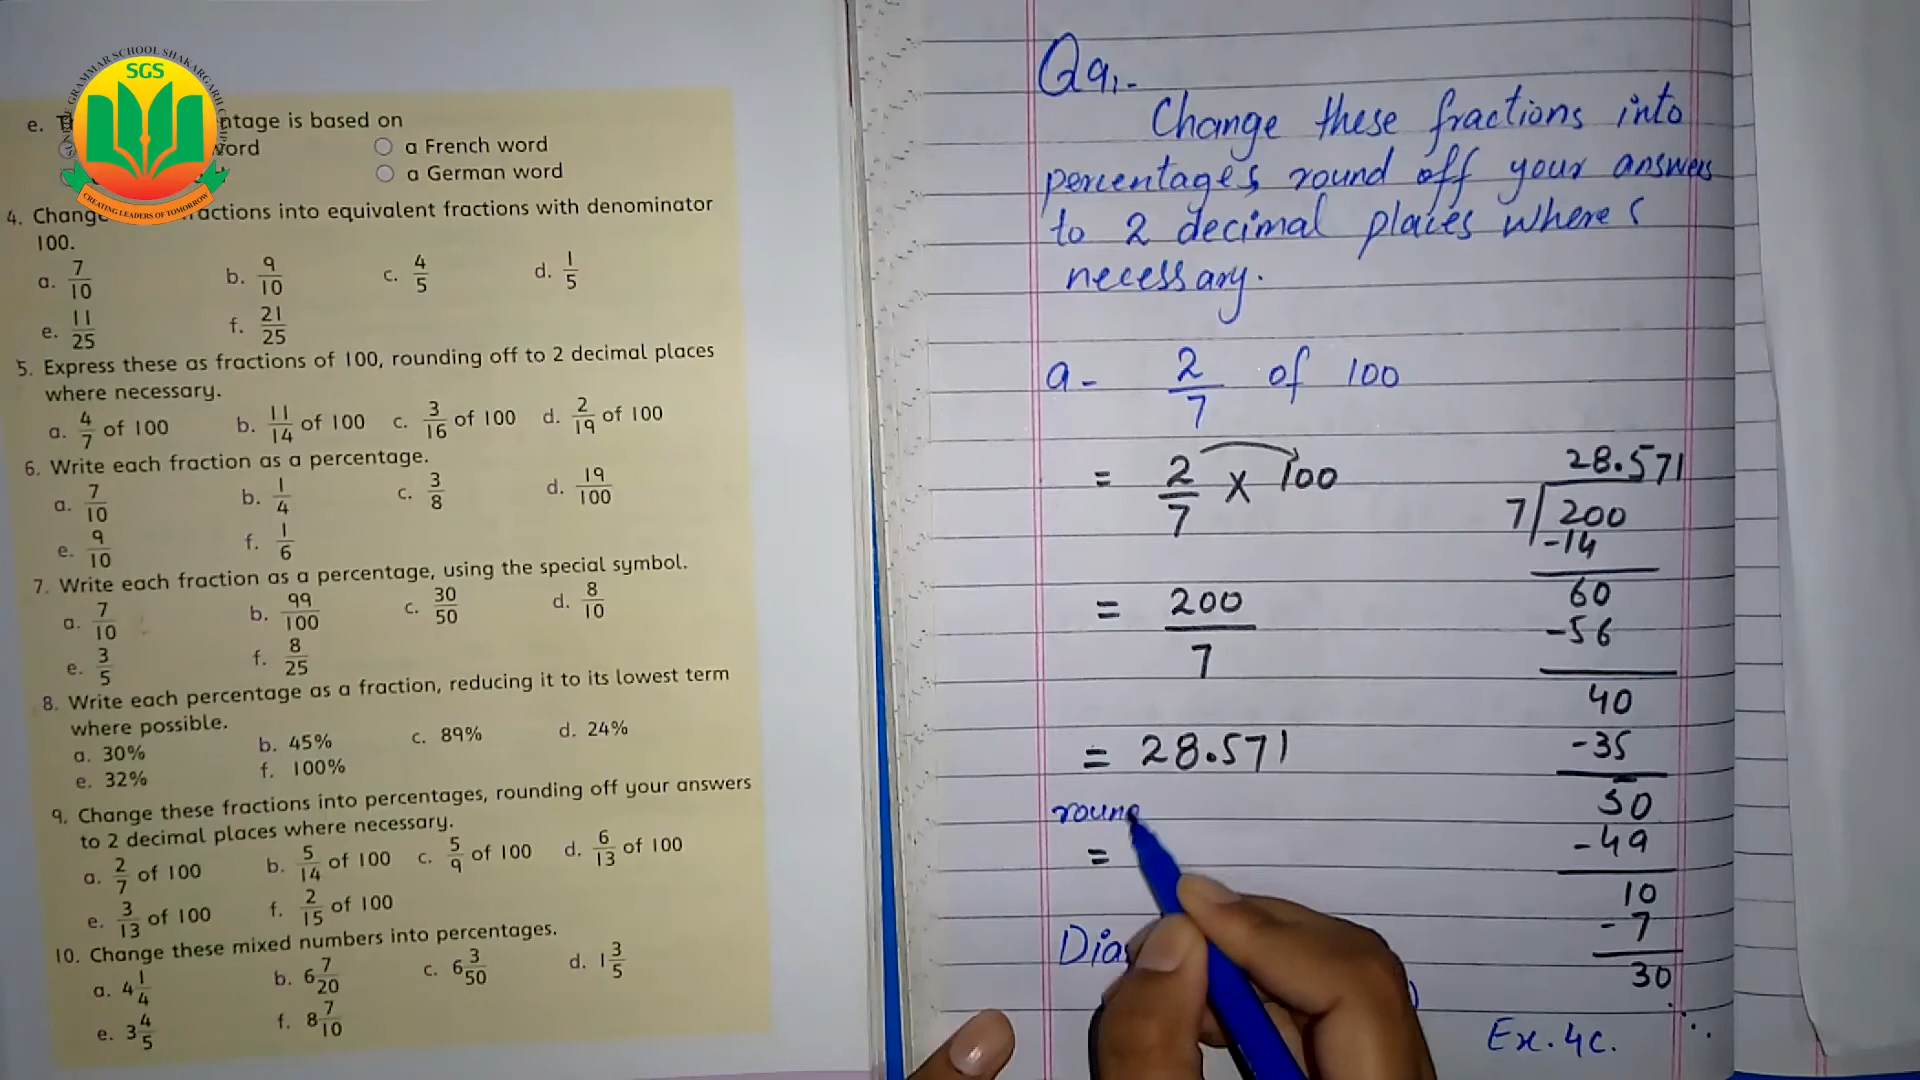 GRAMMAR SCHOOL SHAKARGARH
SGS
CREATING LEADERS OF TOMORROW
e. ntage is based on
word
a French word
a German word
4. Chang actions into equivalent fractions with denominator
100.
a. 7/10 b. 9/10 c. 4/5 d. 1/5
e. 11/25 f. 21/25
5. Express these as fractions of 100, rounding off to 2 decimal places
where necessary.
a. 4/7 of 100 b. 11/14 of 100 c. 3/16 of 100 d. 2/19 of 100
6. Write each fraction as a percentage.
a. 7/10 b. 1/4 c. 3/8 d. 19/100
e. 9/10 f. 1/6
7. Write each fraction as a percentage, using the special symbol.
a. 7/10 b. 99/100 c. 30/50 d. 8/10
e. 3/5 f. 8/25
8. Write each percentage as a fraction, reducing it to its lowest term
where possible.
a. 30% b. 45% c. 89% d. 24%
e. 32% f. 100%
9. Change these fractions into percentages, rounding off your answers
to 2 decimal places where necessary.
a. 2/7 of 100 b. 5/14 of 100 c. 5/9 of 100 d. 6/13 of 100
e. 3/13 of 100 f. 2/15 of 100
10. Change these mixed numbers into percentages.
a. 4 1/4 b. 6 7/20 c. 6 3/50 d. 1 3/5
e. 3 4/5 f. 8 7/10
Q9,-
Change these fractions into
percentages round off your answers
to 2 decimal places where
necessary.
a- 2/7 of 100
= 2/7 x 100
= 200/7
= 28.571
roun
=
Dia
28.571
7 200
-14
60
-56
40
-35
50
-49
10
-7
30
Ex. 4c.